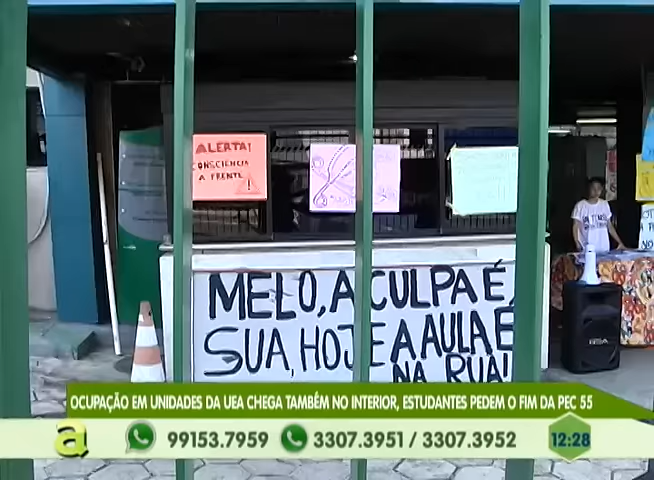 ALERTA!
CONSCIENCIA
A FRENTE.
!
MELO, A CULPA É
SUA, HOJE A AULA É
NA RUA!
OCUPAÇÃO EM UNIDADES DA UEA CHEGA TAMBÉM NO INTERIOR, ESTUDANTES PEDEM O FIM DA PEC 55
a
99153.7959
3307.3951 / 3307.3952
12:28